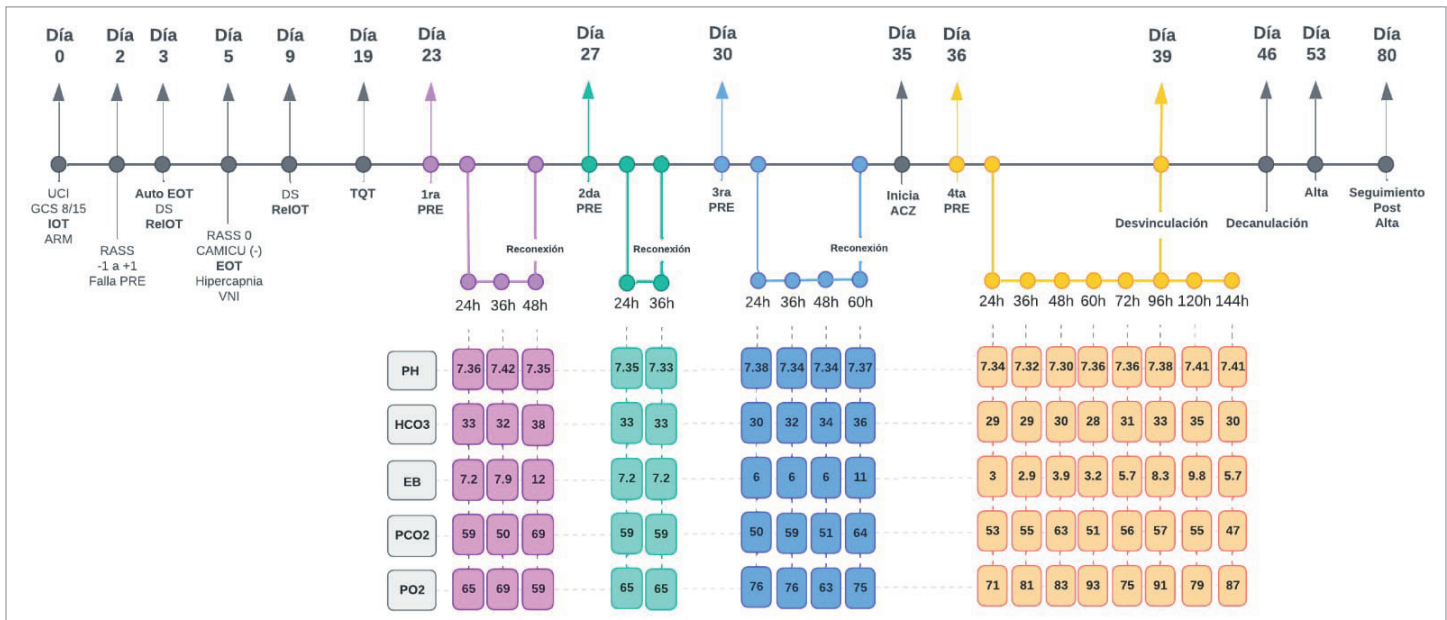 Día 0
Día 2
Día 3
Día 5
Día 9
Día 19
Día 23
Día 27
Día 30
Día 35
Día 36
Día 39
Día 46
Día 53
Día 80
UCI
GCS 8/15
IOT
ARM
RASS
-1 a +1
Falla PRE
Auto EOT
DS
ReIOT
RASS 0
CAMICU (-)
EOT
Hipercapnia
VNI
DS
ReIOT
TQT
1ra
PRE
Reconexión
2da
PRE
Reconexión
3ra
PRE
Reconexión
Inicia
ACZ
4ta
PRE
Desvinculación
Decanulación
Alta
Seguimiento
Post
Alta
24h 36h 48h 24h 36h 24h 36h 48h 60h 24h 36h 48h 60h 72h 96h 120h 144h
PH 7.36 7.42 7.35 7.35 7.33 7.38 7.34 7.34 7.37 7.34 7.32 7.30 7.36 7.36 7.38 7.41 7.41
HCO3 33 32 38 33 33 30 32 34 36 29 29 30 28 31 33 35 30
EB 7.2 7.9 12 7.2 7.2 6 6 6 11 3 2.9 3.9 3.2 5.7 8.3 9.8 5.7
PCO2 59 50 69 59 59 50 59 51 64 53 55 63 51 56 57 55 47
PO2 65 69 59 65 65 76 76 63 75 71 81 83 93 75 91 79 87